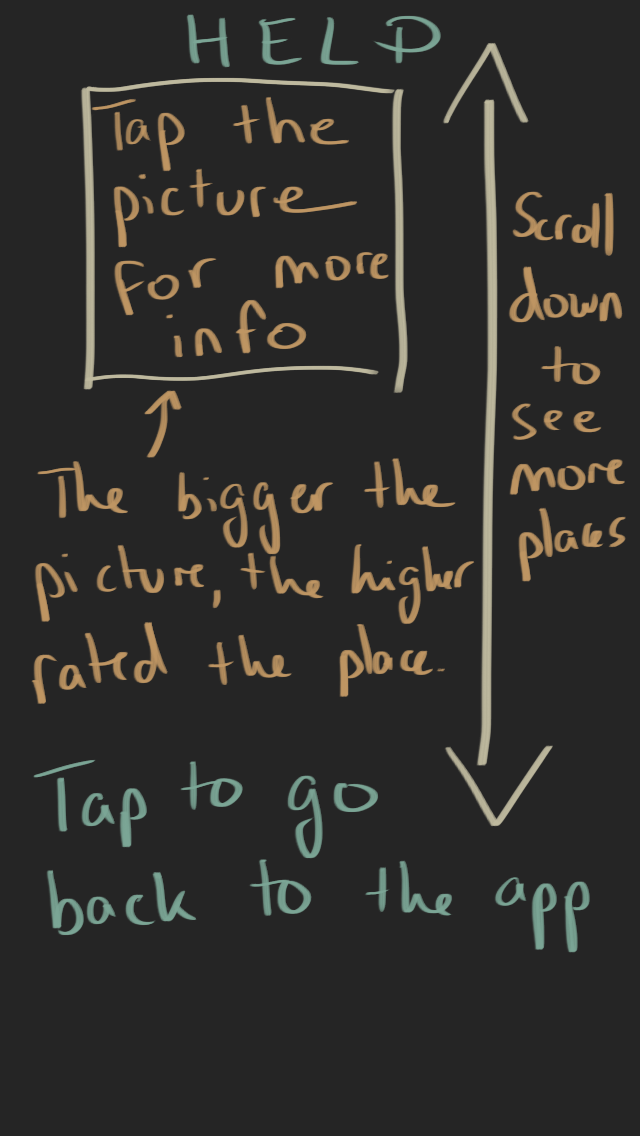 HELP
Tap the
picture
for more
info
Scroll
down
to
see
more
places
The bigger the
picture, the higher
rated the place.
Tap to go
back to the app